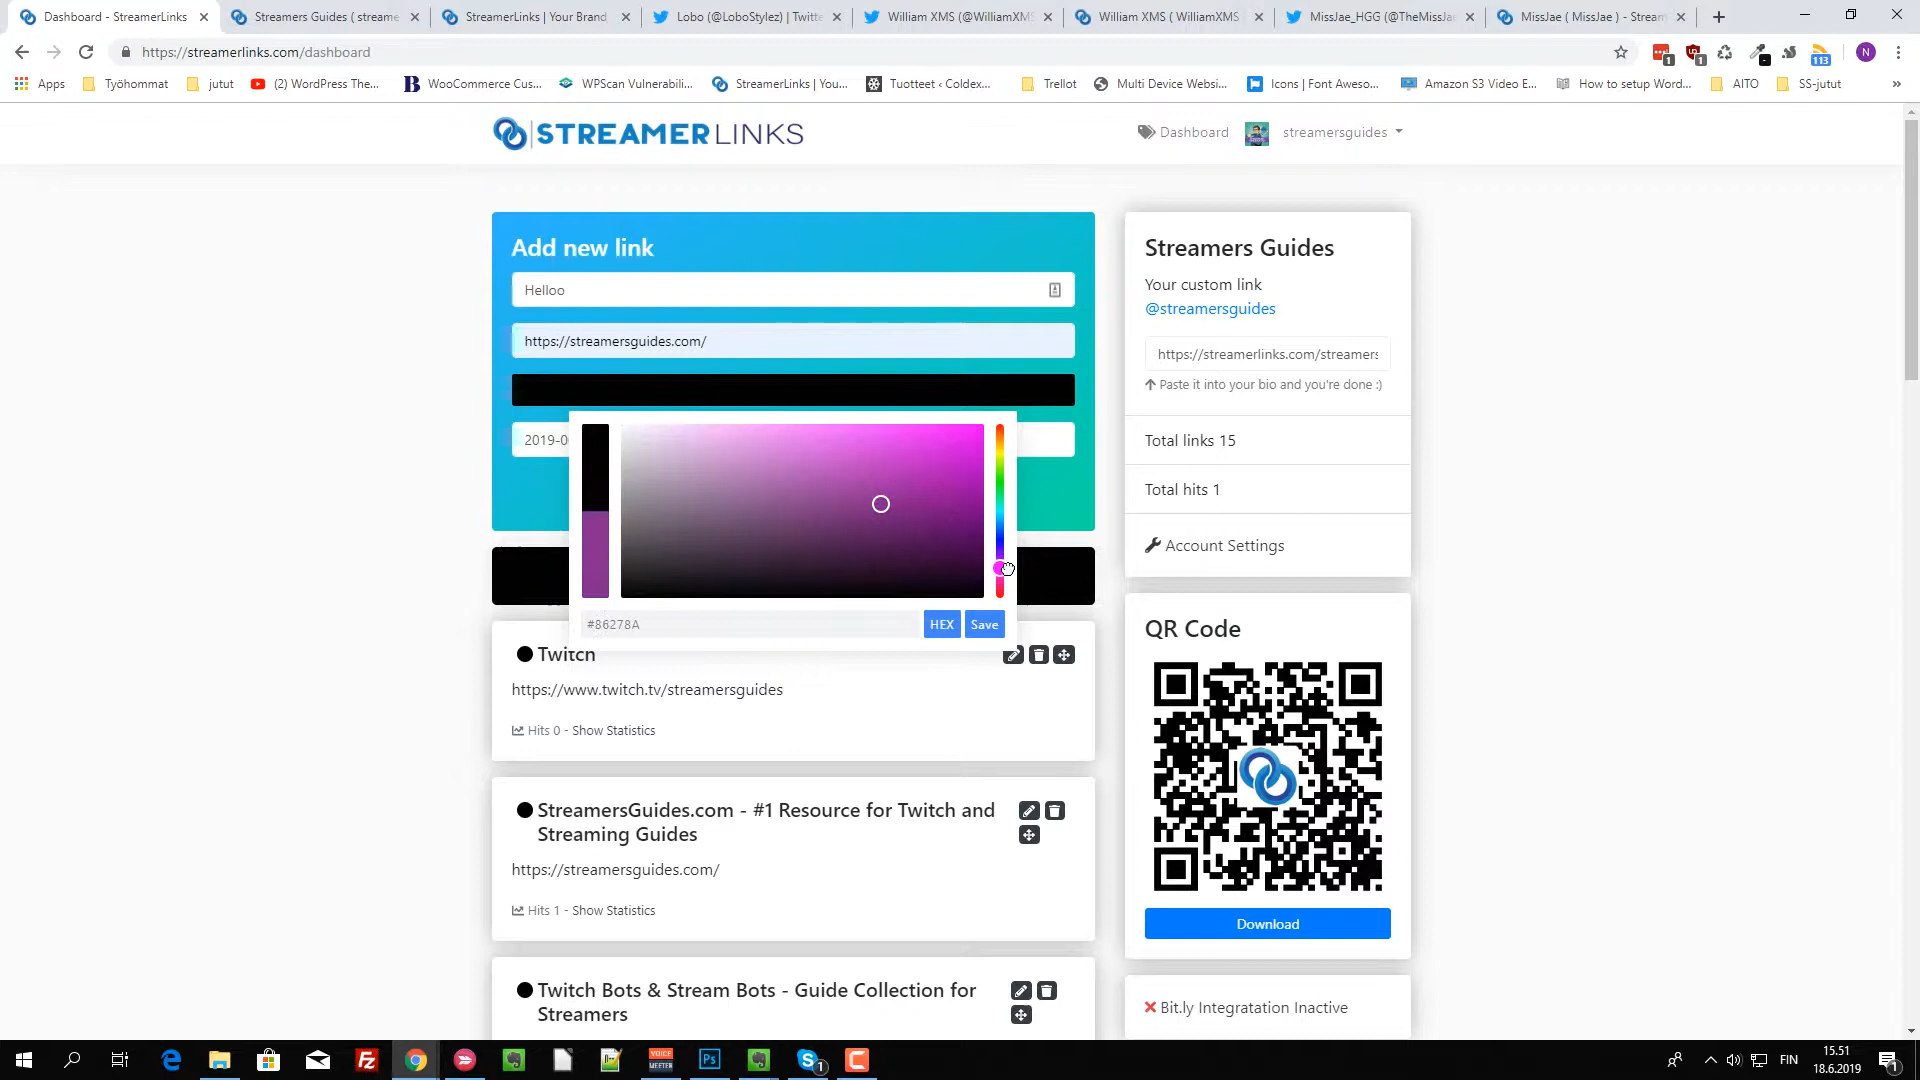 Dashboard - StreamerLinks
Streamers Guides ( streame
StreamerLinks | Your Brand
Lobo (@LoboStylez) | Twitte
William XMS (@WilliamXMS
William XMS ( WilliamXMS
MissJae_HGG (@TheMissJa
MissJae ( MissJae ) - Stream
https://streamerlinks.com/dashboard
113
N
Apps
Työhommat
jutut
(2) WordPress The...
WooCommerce Cus...
WPScan Vulnerabili...
StreamerLinks | You...
Tuotteet ‹ Coldex...
Trellot
Multi Device Websi...
Icons | Font Aweso...
Amazon S3 Video E...
How to setup Word...
AITO
SS-jutut
STREAMERLINKS
Dashboard
streamersguides
Add new link
Helloo
https://streamersguides.com/
2019-0
#86278A
HEX
Save
Twitch
https://www.twitch.tv/streamersguides
Hits 0 - Show Statistics
StreamersGuides.com - #1 Resource for Twitch and
Streaming Guides
https://streamersguides.com/
Hits 1 - Show Statistics
Twitch Bots & Stream Bots - Guide Collection for
Streamers
Streamers Guides
Your custom link
@streamersguides
https://streamerlinks.com/streamers
Paste it into your bio and you're done :)
Total links 15
Total hits 1
Account Settings
QR Code
Download
Bit.ly Integratation Inactive
VOICE
MEETER
Ps
FIN
15.51
18.6.2019